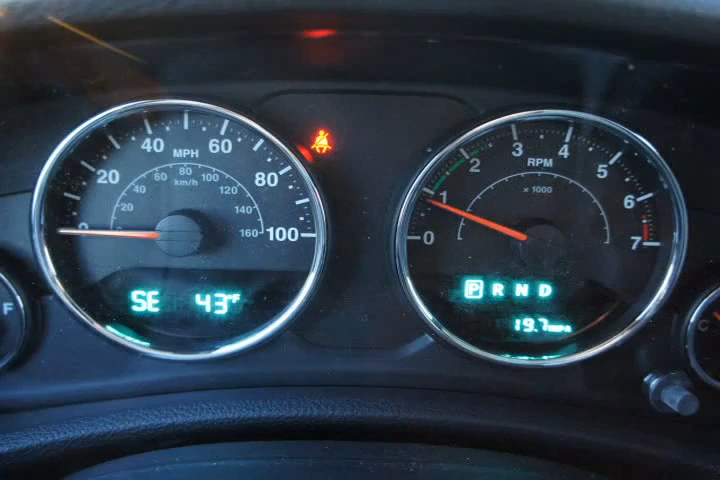 20 40 60 80 100
MPH
20 40 60 80 100 120 140 160
km/h
SE 43°F
0 1 2 3 4 5 6 7
RPM
x 1000
P R N D
19.7 MPG
F
C